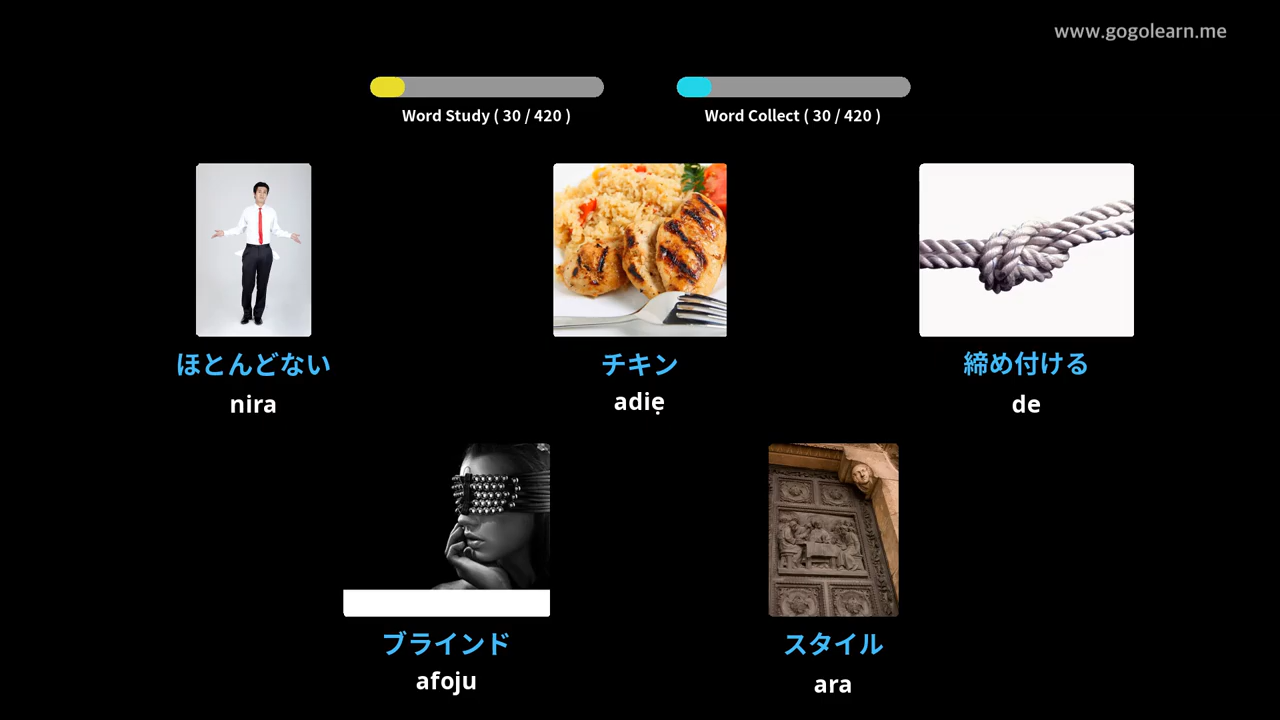 www.gogolearn.me
Word Study ( 30 / 420 )
Word Collect ( 30 / 420 )
ほとんどない
nira
チキン
adiẹ
締め付ける
de
ブラインド
afoju
スタイル
ara